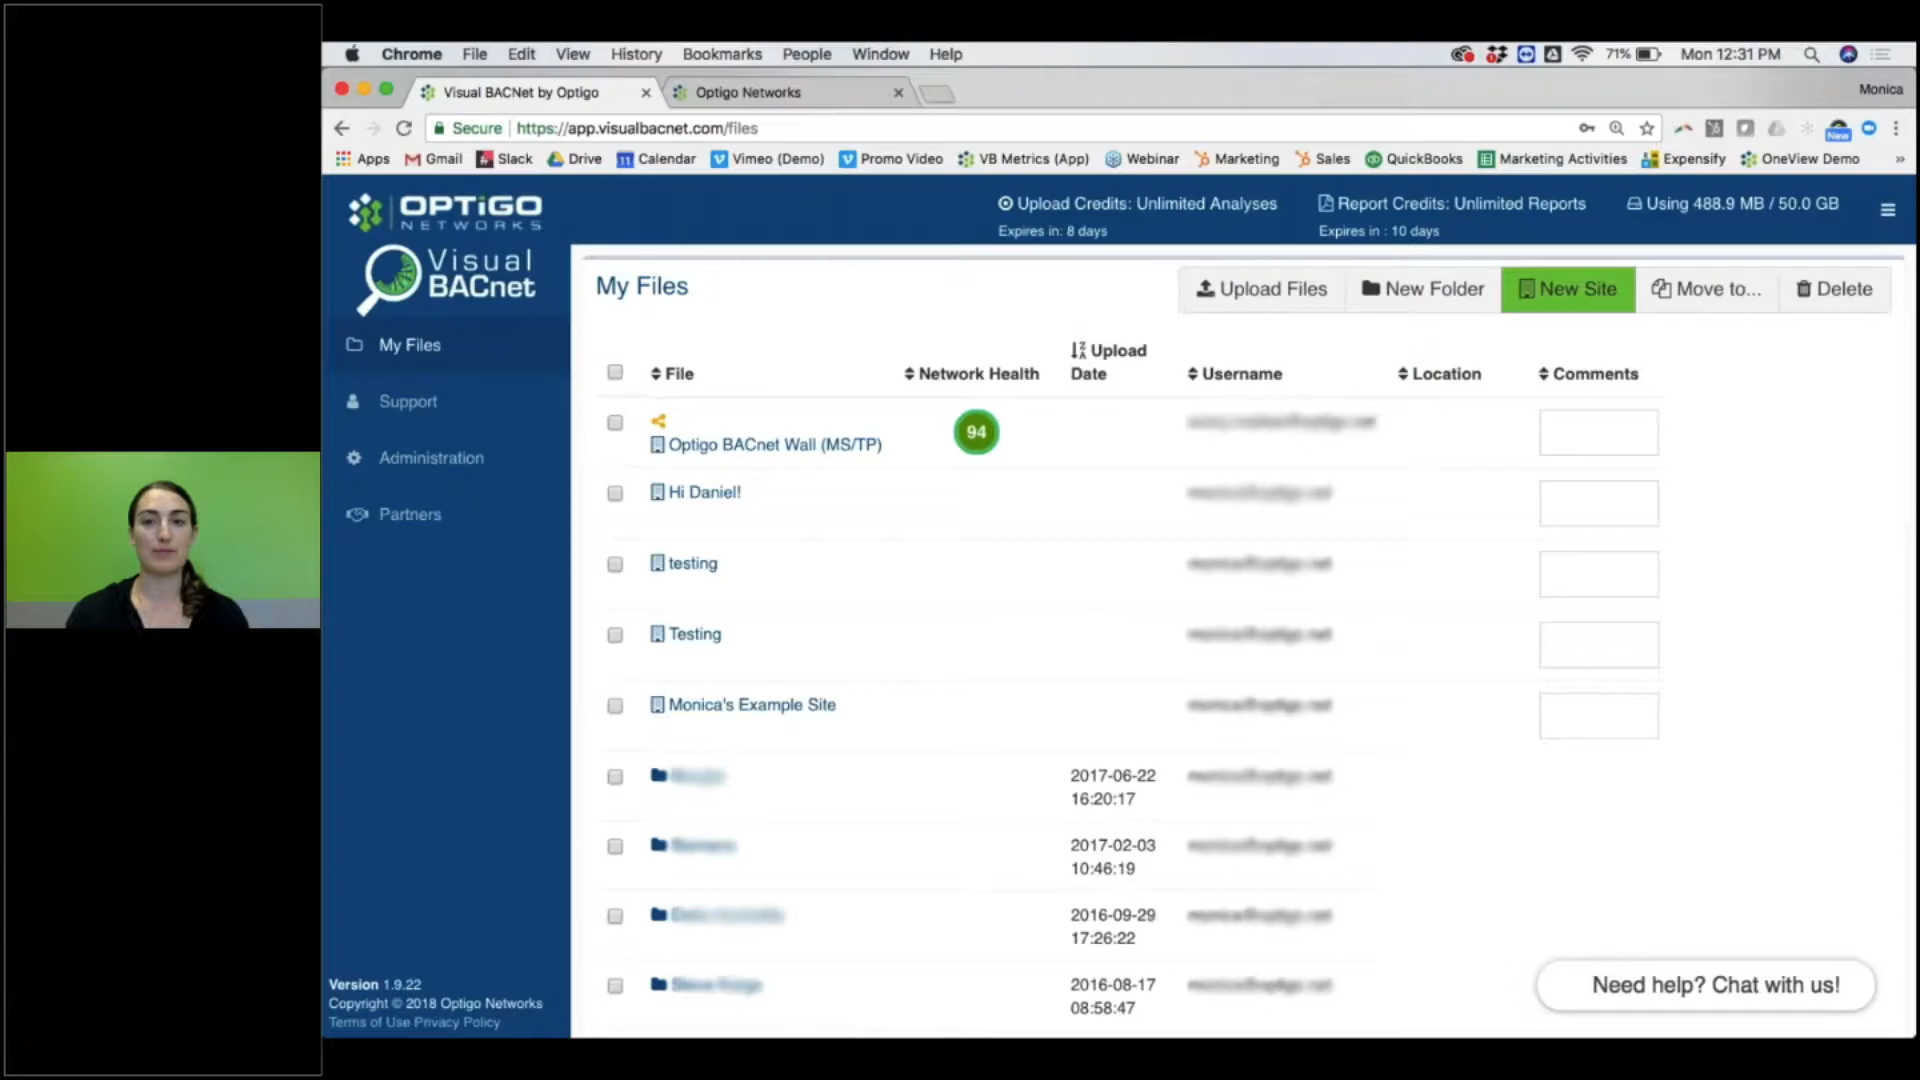 Chrome File Edit View History Bookmarks People Window Help 71% Mon 12:31 PM
Visual BACNet by Optigo Optigo Networks Monica
Secure https://app.visualbacnet.com/files New
Apps Gmail Slack Drive Calendar Vimeo (Demo) Promo Video VB Metrics (App) Webinar Marketing Sales QuickBooks Marketing Activities Expensify OneView Demo »
OPTIGO NETWORKS
Visual BACnet
Upload Credits: Unlimited Analyses
Expires in: 8 days
Report Credits: Unlimited Reports
Expires in : 10 days
Using 488.9 MB / 50.0 GB
My Files
Support
Administration
Partners
Version 1.9.22
Copyright © 2018 Optigo Networks
Terms of Use Privacy Policy
My Files
Upload Files New Folder New Site Move to... Delete
File Network Health Upload Date Username Location Comments
Optigo BACnet Wall (MS/TP) 94
Hi Daniel!
testing
Testing
Monica's Example Site
2017-06-22
16:20:17
2017-02-03
10:46:19
2016-09-29
17:26:22
2016-08-17
08:58:47
Need help? Chat with us!